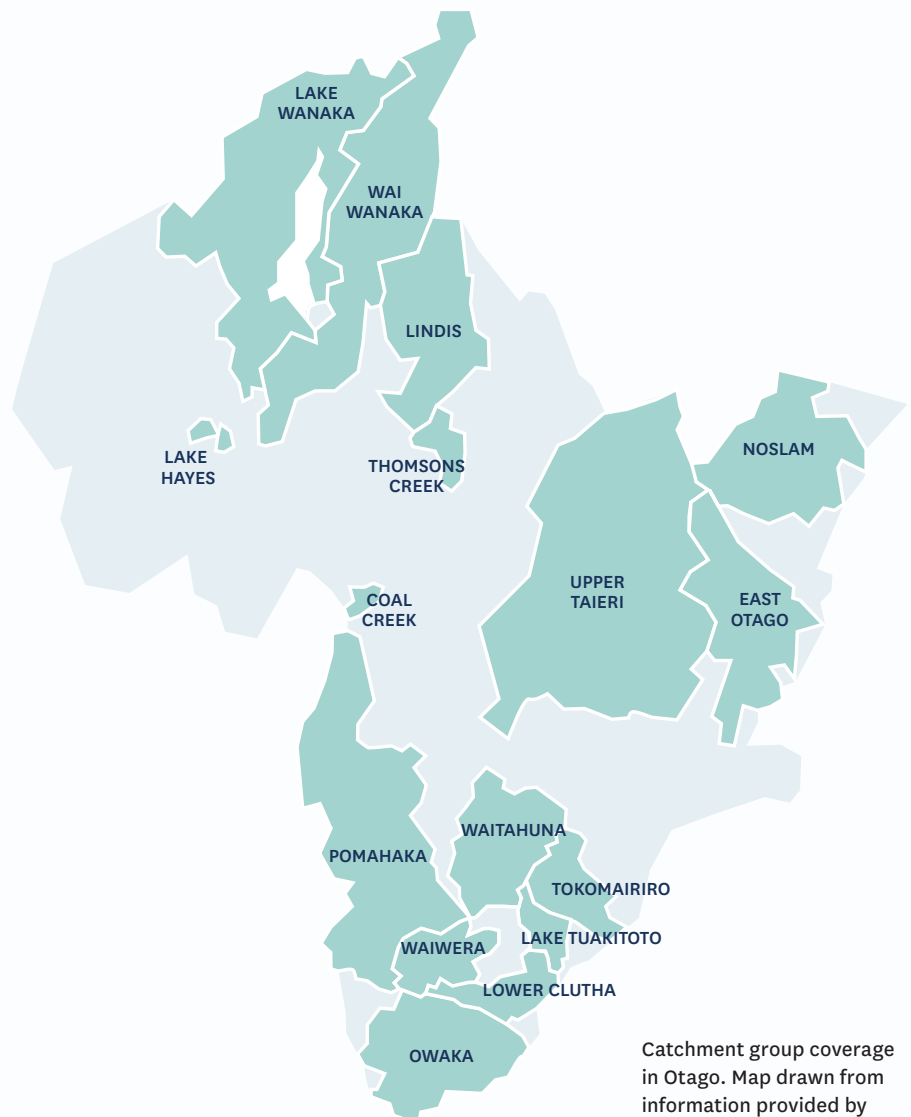 LAKE
WANAKA
WAI
WANAKA
LINDIS
LAKE
HAYES
THOMSONS
CREEK
NOSLAM
UPPER
TAIERI
EAST
OTAGO
COAL
CREEK
WAITAHUNA
POMAHAKA
TOKOMAIRIRO
LAKE TUAKITOTO
WAIWERA
LOWER CLUTHA
OWAKA
Catchment group coverage
in Otago. Map drawn from
information provided by